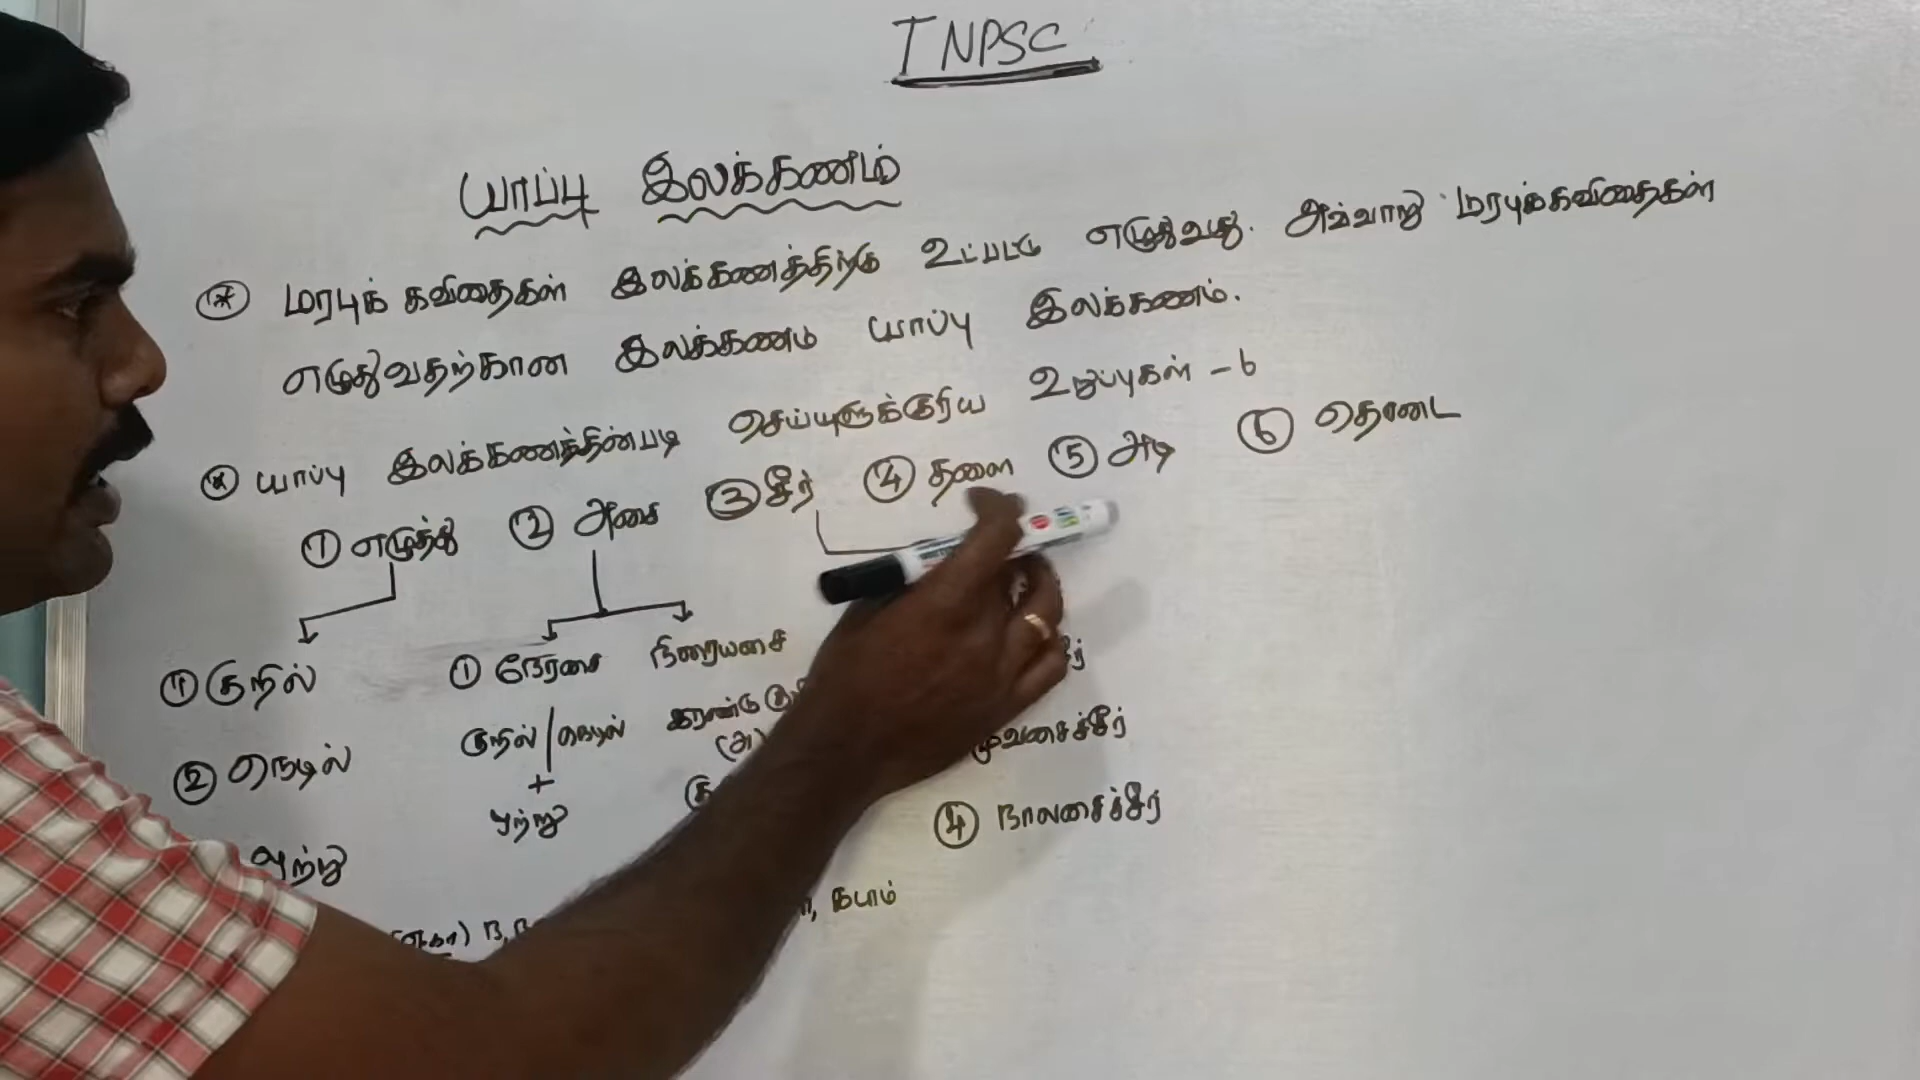 TNPSC
யாப்பு இலக்கணம்
* மரபுக் கவிதைகள் இலக்கணத்திற்கு உட்பட்டு எழுதுவது. அவ்வாறு மரபுக்கவிதைகள்
எழுதுவதற்கான இலக்கணம் யாப்பு இலக்கணம்.
* யாப்பு இலக்கணத்தின்படி செய்யுளுக்குரிய உறுப்புகள் - 6
① எழுத்து ② அசை ③ சீர் ④ தளை ⑤ அடி ⑥ தொடை
① குறில் ① நேரசை நிரையசை
குறில் / நெடில் இரண்டு
② நெடில் + (அ) மூவசைச்சீர்
ஒற்று ④ நாலசைச்சீர்
ஒற்று